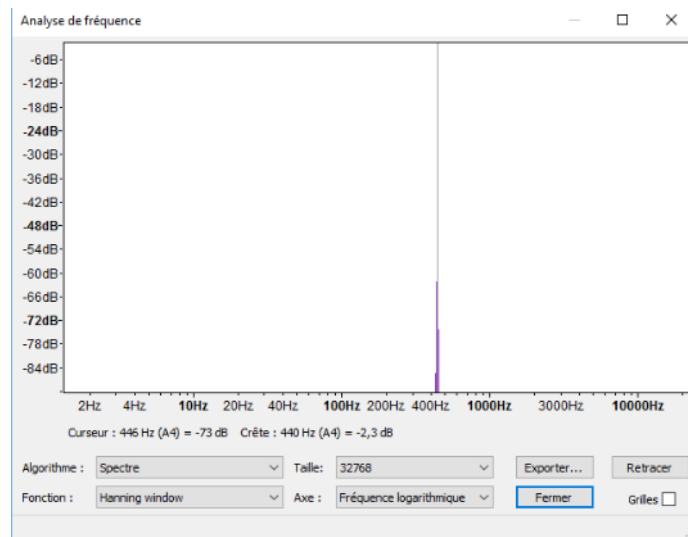 Analyse de fréquence
-6dB
-12dB
-18dB
-24dB
-30dB
-36dB
-42dB
-48dB
-54dB
-60dB
-66dB
-72dB
-78dB
-84dB
2Hz 4Hz 10Hz 20Hz 40Hz 100Hz 200Hz 400Hz 1000Hz 3000Hz 10000Hz
Curseur : 446 Hz (A4) = -73 dB Crête : 440 Hz (A4) = -2,3 dB
Algorithme : Spectre Taille: 32768 Exporter... Retracer
Fonction : Hanning window Axe : Fréquence logarithmique Fermer Grilles